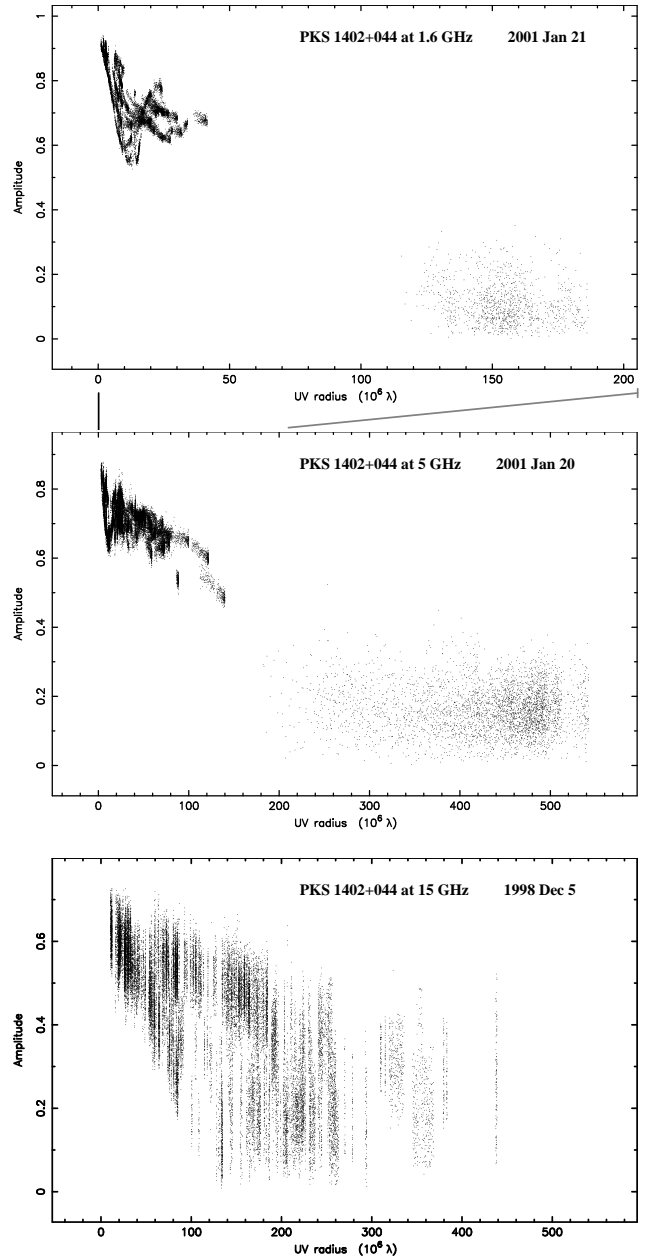 PKS 1402+044 at 1.6 GHz 2001 Jan 21
1
0.8
0.6
0.4
0.2
0
Amplitude
0 50 100 150 200
UV radius (10⁶ λ)
PKS 1402+044 at 5 GHz 2001 Jan 20
0.8
0.6
0.4
0.2
0
Amplitude
0 100 200 300 400 500
UV radius (10⁶ λ)
PKS 1402+044 at 15 GHz 1998 Dec 5
0.6
0.4
0.2
0
Amplitude
0 100 200 300 400 500
UV radius (10⁶ λ)